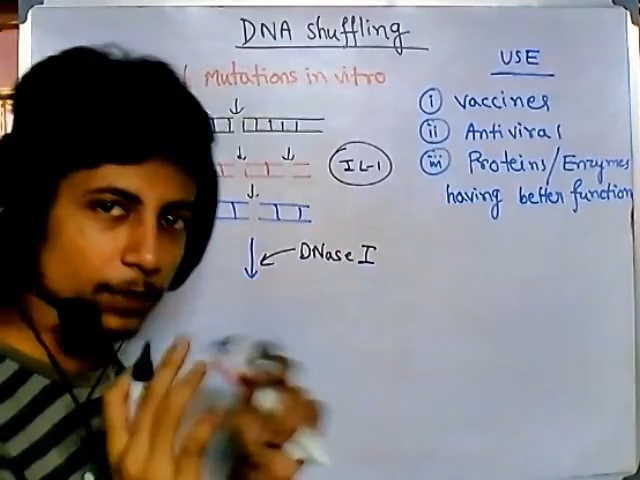 DNA shuffling
Mutations in vitro
IL-1
DNase I
USE
i Vaccines
ii Antiviral
iii Proteins/Enzymes
having better function